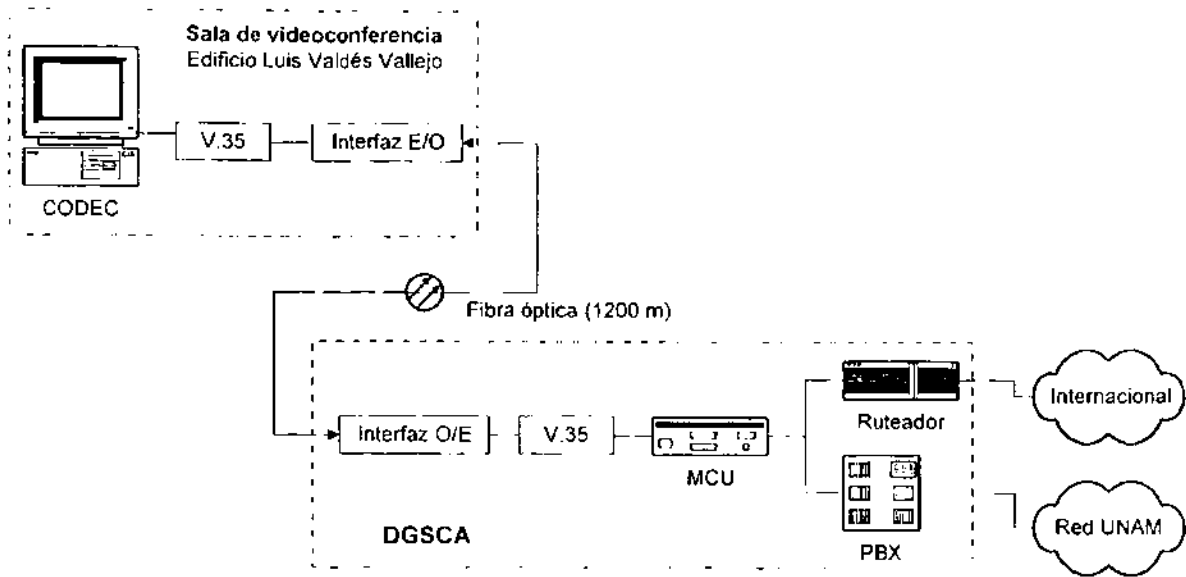 Sala de videoconferencia
Edificio Luis Valdés Vallejo
V.35
Interfaz E/O
CODEC
Fibra óptica (1200 m)
Interfaz O/E
V.35
MCU
Ruteador
Internacional
PBX
Red UNAM
DGSCA